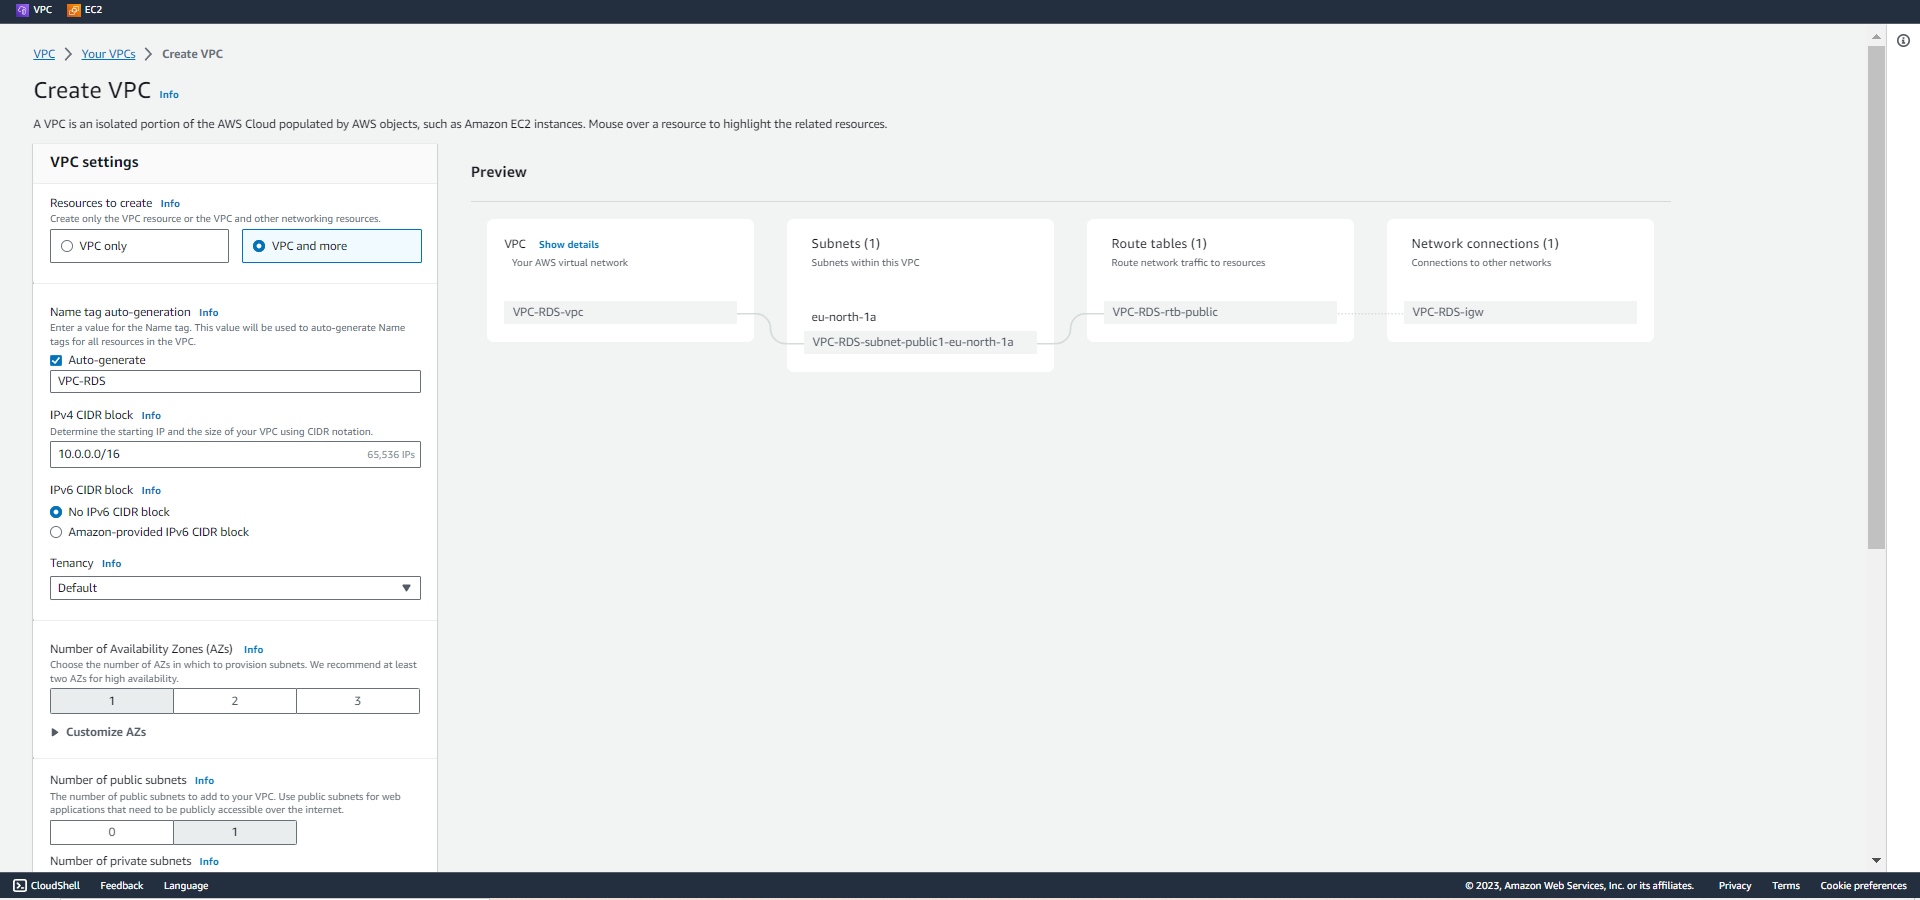 VPC EC2
VPC Your VPCs Create VPC
Create VPC Info
A VPC is an isolated portion of the AWS Cloud populated by AWS objects, such as Amazon EC2 instances. Mouse over a resource to highlight the related resources.
VPC settings
Resources to create Info
Create only the VPC resource or the VPC and other networking resources.
VPC only
VPC and more
Name tag auto-generation Info
Enter a value for the Name tag. This value will be used to auto-generate Name
tags for all resources in the VPC.
Auto-generate
VPC-RDS
IPv4 CIDR block Info
Determine the starting IP and the size of your VPC using CIDR notation.
10.0.0.0/16 65,536 IPs
IPv6 CIDR block Info
No IPv6 CIDR block
Amazon-provided IPv6 CIDR block
Tenancy Info
Default
Number of Availability Zones (AZs) Info
Choose the number of AZs in which to provision subnets. We recommend at least
two AZs for high availability.
1 2 3
Customize AZs
Number of public subnets Info
The number of public subnets to add to your VPC. Use public subnets for web
applications that need to be publicly accessible over the internet.
0 1
Number of private subnets Info
Preview
VPC Show details
Your AWS virtual network
VPC-RDS-vpc
Subnets (1)
Subnets within this VPC
eu-north-1a
VPC-RDS-subnet-public1-eu-north-1a
Route tables (1)
Route network traffic to resources
VPC-RDS-rtb-public
Network connections (1)
Connections to other networks
VPC-RDS-igw
CloudShell Feedback Language
© 2023, Amazon Web Services, Inc. or its affiliates. Privacy Terms Cookie preferences